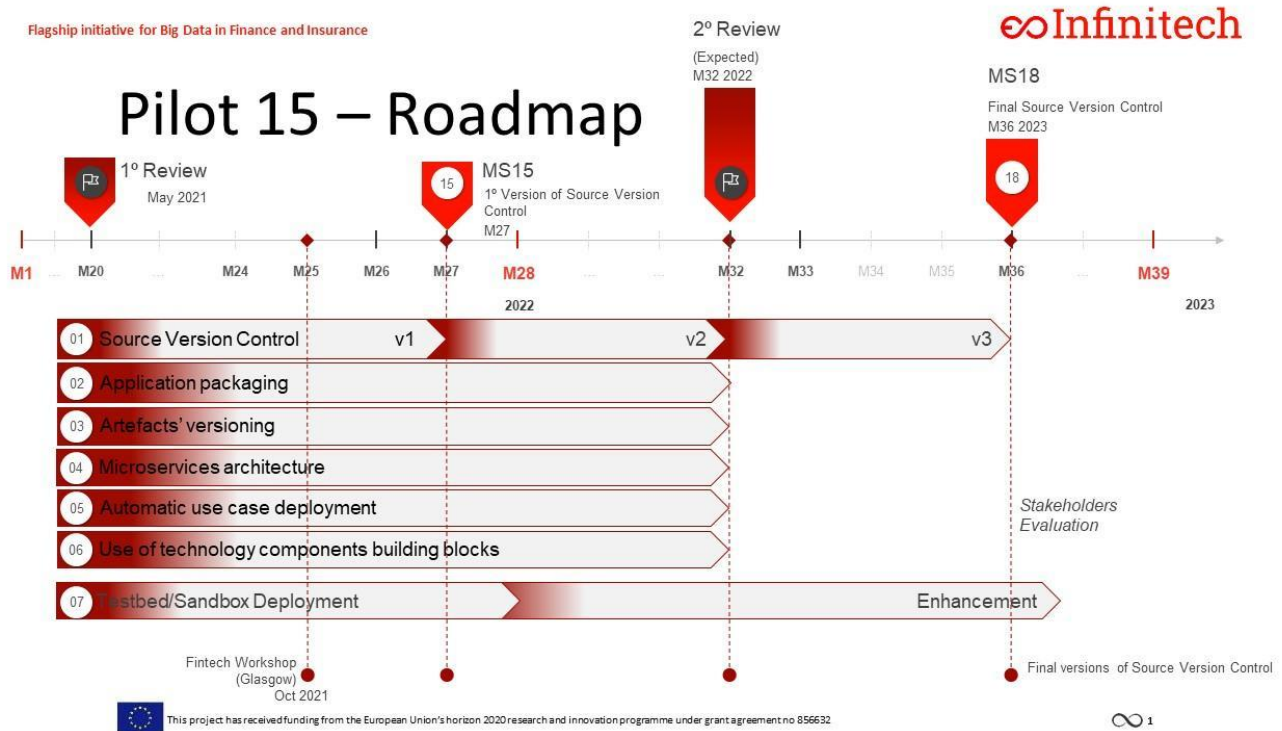 Flagship initiative for Big Data in Finance and Insurance
Infinitech
Pilot 15 – Roadmap
1º Review
May 2021
15
MS15
1º Version of Source Version
Control
M27
2º Review
(Expected)
M32 2022
MS18
Final Source Version Control
M36 2023
18
M1 ... M20 ... M24 M25 M26 M27 M28 ... ... M32 M33 M34 M35 M36 ... M39
2022 2023
01 Source Version Control v1 v2 v3
02 Application packaging
03 Artefacts' versioning
04 Microservices architecture
05 Automatic use case deployment
06 Use of technology components building blocks
07 Testbed/Sandbox Deployment Enhancement
Stakeholders
Evaluation
Fintech Workshop
(Glasgow)
Oct 2021
Final versions of Source Version Control
This project has received funding from the European Union's horizon 2020 research and innovation programme under grant agreement no 856632
1